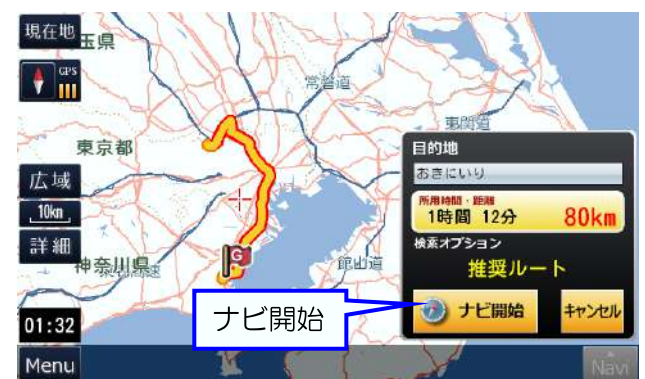 現在地
玉県
GPS
常磐道
東関道
東京都
目的地
おきにいり
広域
所用時間・距離
1時間 12分
80km
10km
検索オプション
詳細
神奈川県
館山道
推奨ルート
G
ナビ開始
ナビ開始
キャンセル
01:32
Menu
Navi